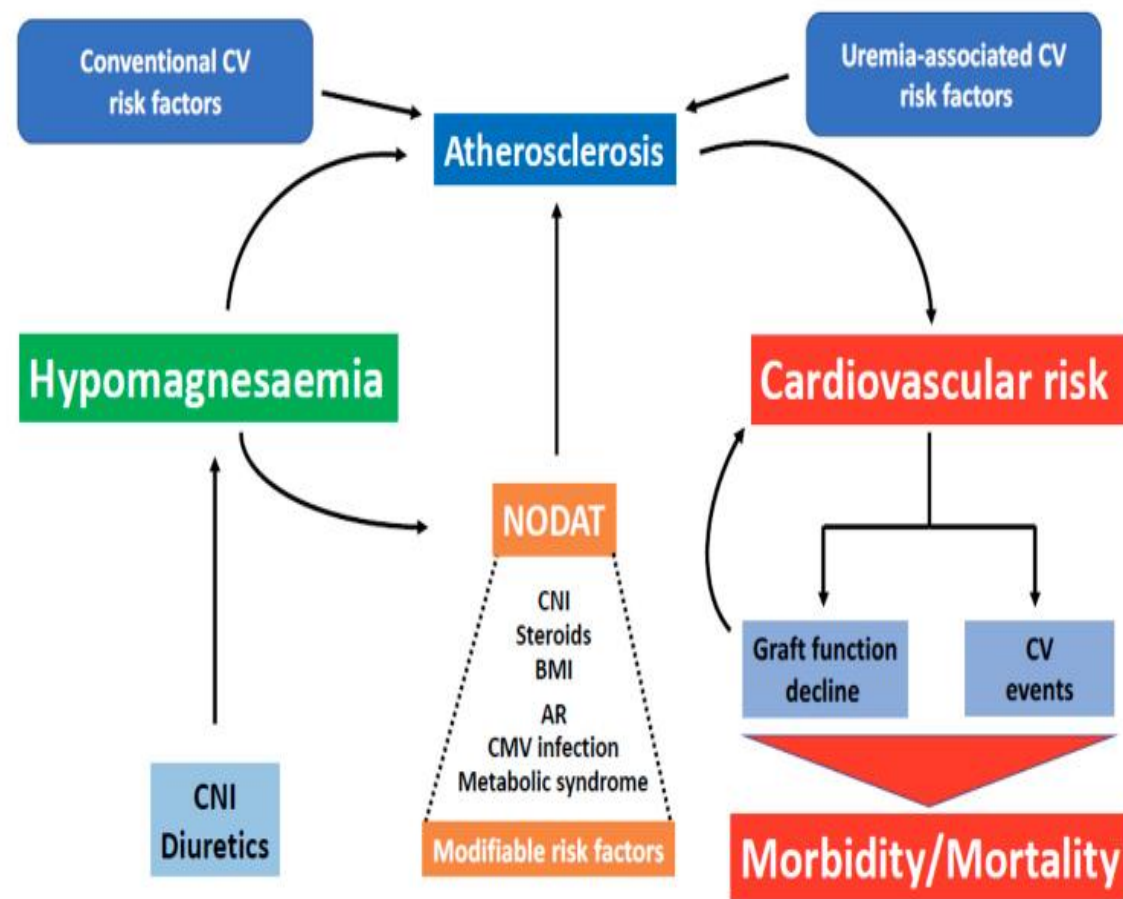 Conventional CV
risk factors
Uremia-associated CV
risk factors
Atherosclerosis
Hypomagnesaemia
Cardiovascular risk
NODAT
CNI
Steroids
BMI
AR
CMV infection
Metabolic syndrome
Modifiable risk factors
CNI
Diuretics
Graft function
decline
CV
events
Morbidity/Mortality